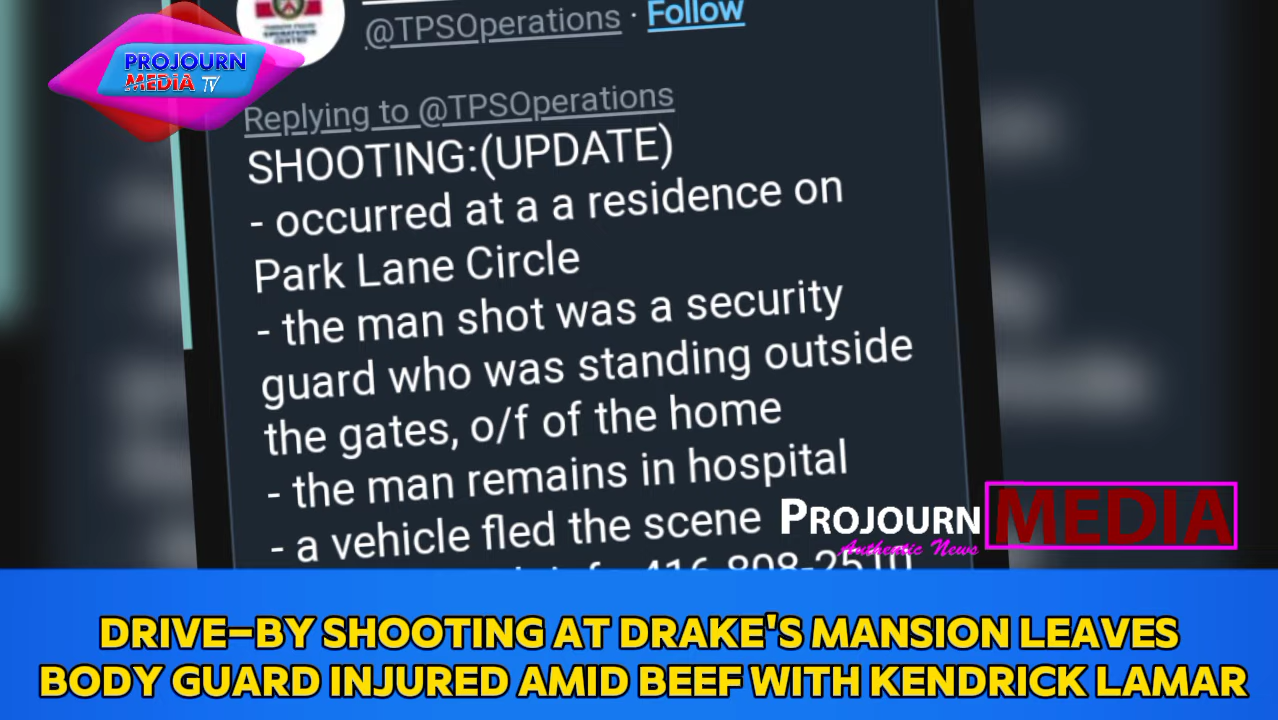 @TPSOperations · Follow
PROJOURN
MEDIA TV
Replying to @TPSOperations
SHOOTING:(UPDATE)
- occurred at a a residence on
Park Lane Circle
- the man shot was a security
guard who was standing outside
the gates, o/f of the home
- the man remains in hospital
- a vehicle fled the scene
416-808-2510
PROJOURN MEDIA
Authentic News
DRIVE–BY SHOOTING AT DRAKE'S MANSION LEAVES
BODY GUARD INJURED AMID BEEF WITH KENDRICK LAMAR